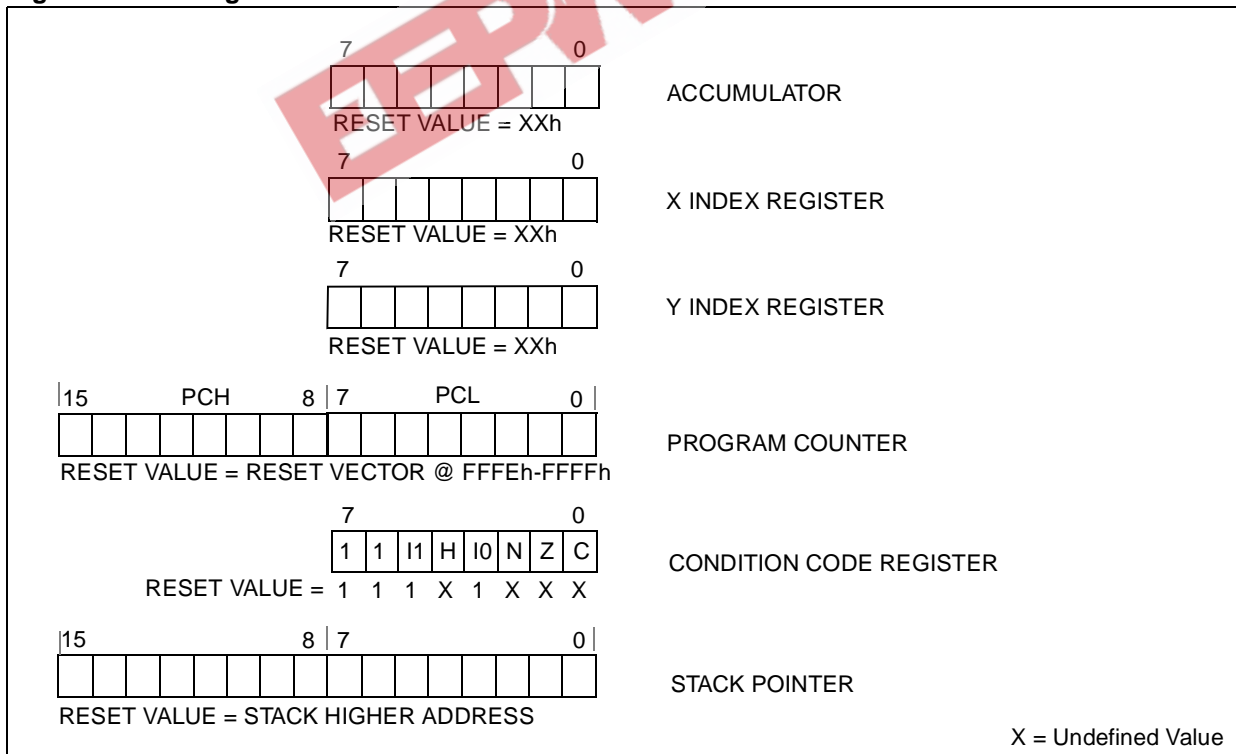 7 0
ACCUMULATOR
RESET VALUE = XXh
7 0
X INDEX REGISTER
RESET VALUE = XXh
7 0
Y INDEX REGISTER
RESET VALUE = XXh
15 PCH 8 7 PCL 0
PROGRAM COUNTER
RESET VALUE = RESET VECTOR @ FFFEh-FFFFh
7 0
1 1 I1 H I0 N Z C
CONDITION CODE REGISTER
RESET VALUE = 1 1 1 X 1 X X X
15 8 7 0
STACK POINTER
RESET VALUE = STACK HIGHER ADDRESS
X = Undefined Value